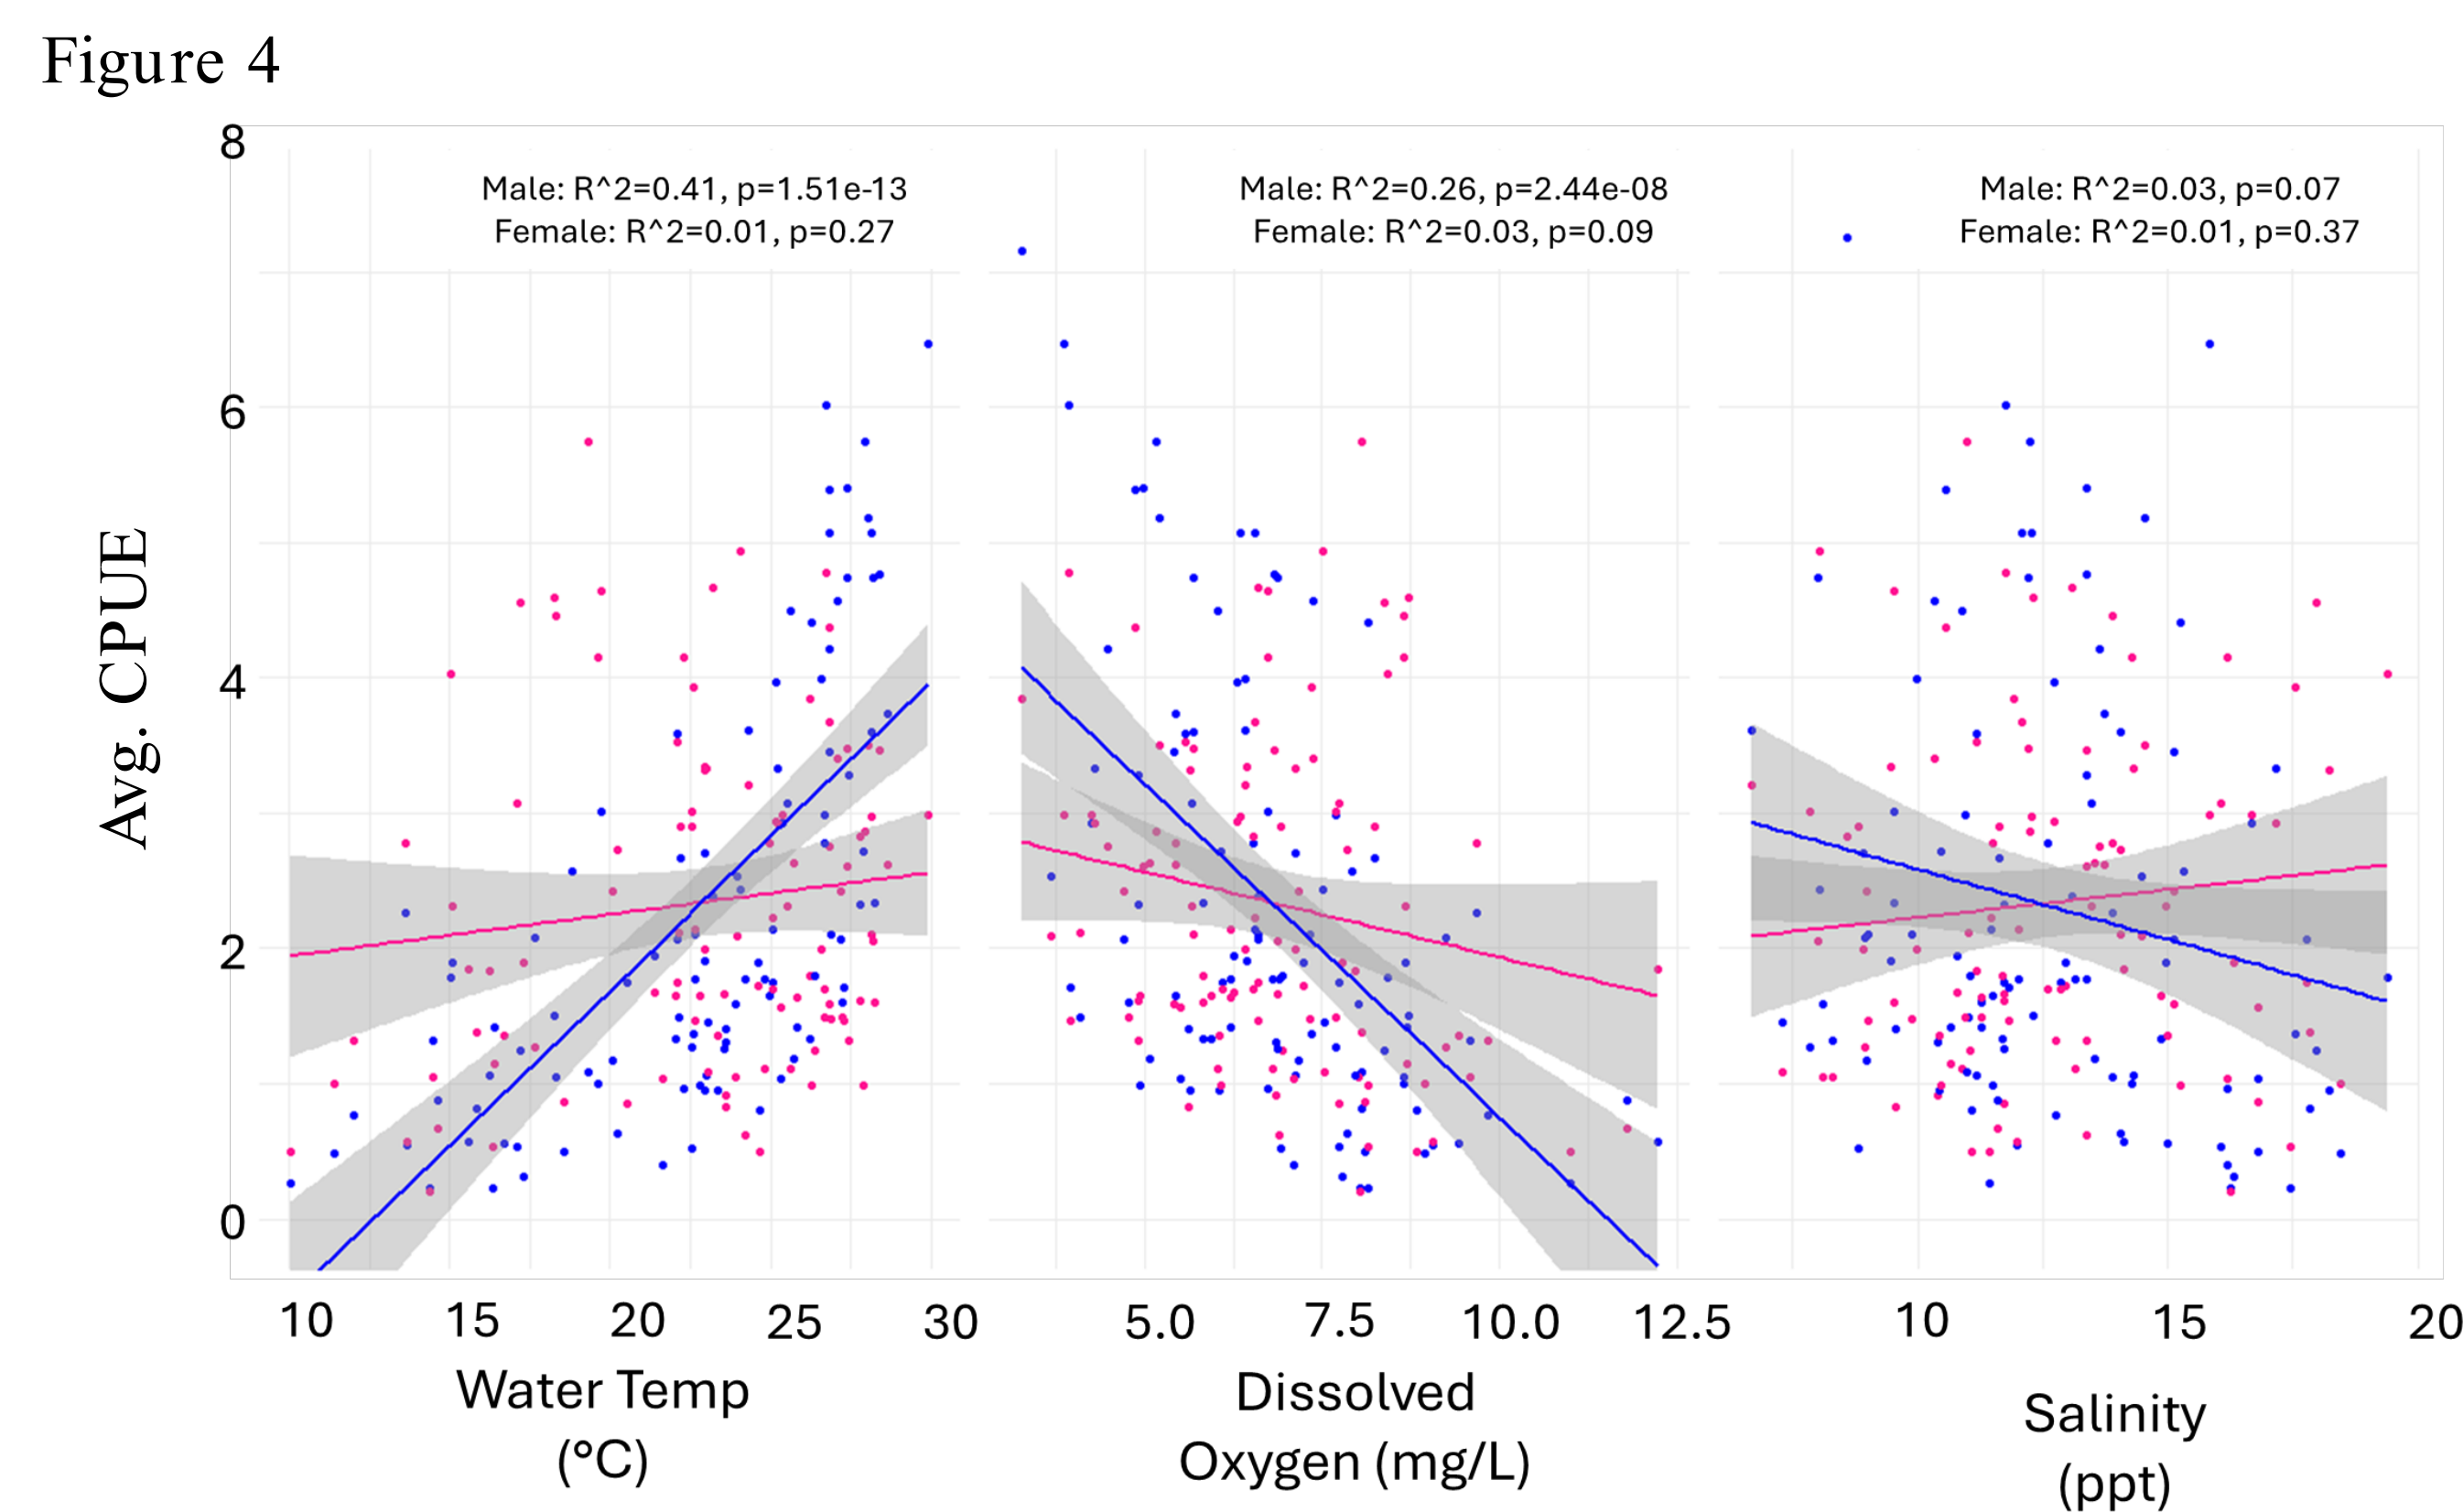 Figure 4
Male: R^2=0.41, p=1.51e-13
Female: R^2=0.01, p=0.27
Male: R^2=0.26, p=2.44e-08
Female: R^2=0.03, p=0.09
Male: R^2=0.03, p=0.07
Female: R^2=0.01, p=0.37
8
6
4
2
0
Avg. CPUE
10 15 20 25 30
5.0 7.5 10.0 12.5
10 15 20
Water Temp
(°C)
Dissolved
Oxygen (mg/L)
Salinity
(ppt)